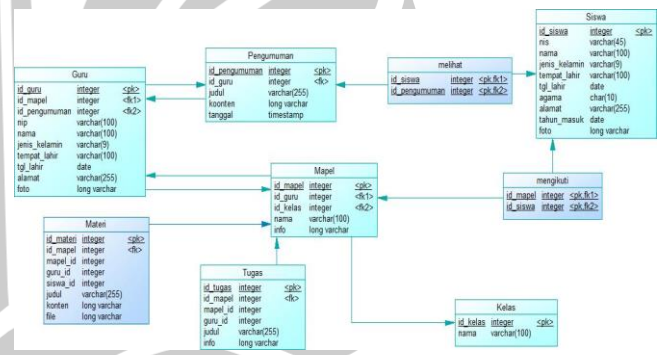 Siswa
id_siswa integer <pk>
nis varchar(45)
nama varchar(100)
jenis_kelamin varchar(9)
tempat_lahir varchar(100)
tgl_lahir date
agama char(10)
alamat varchar(255)
tahun_masuk date
foto long varchar
Pengumuman
id_pengumuman integer <pk>
id_guru integer <fk>
judul varchar(255)
koonten long varchar
tanggal timestamp
melihat
id_siswa integer <pk,fk1>
id_pengumuman integer <pk,fk2>
Guru
id_guru integer <pk>
id_mapel integer <fk1>
id_pengumuman integer <fk2>
nip varchar(100)
nama varchar(100)
jenis_kelamin varchar(9)
tempat_lahir varchar(100)
tgl_lahir date
alamat varchar(255)
foto long varchar
Mapel
id_mapel integer <pk>
id_guru integer <fk1>
id_kelas integer <fk2>
nama varchar(100)
info long varchar
mengikuti
id_mapel integer <pk,fk1>
id_siswa integer <pk,fk2>
Materi
id_materi integer <pk>
id_mapel integer <fk>
mapel_id integer
guru_id integer
siswa_id integer
judul varchar(255)
konten long varchar
file long varchar
Tugas
id_tugas integer <pk>
id_mapel integer <fk>
mapel_id integer
guru_id integer
judul varchar(255)
info long varchar
Kelas
id_kelas integer <pk>
nama varchar(100)